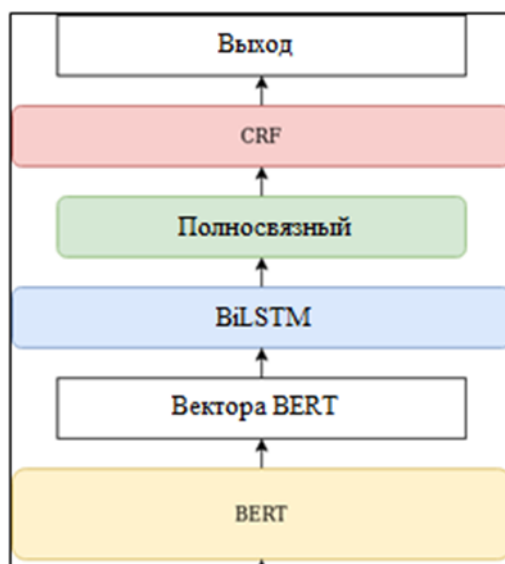 Выход
CRF
Полносвязный
BiLSTM
Вектора BERT
BERT